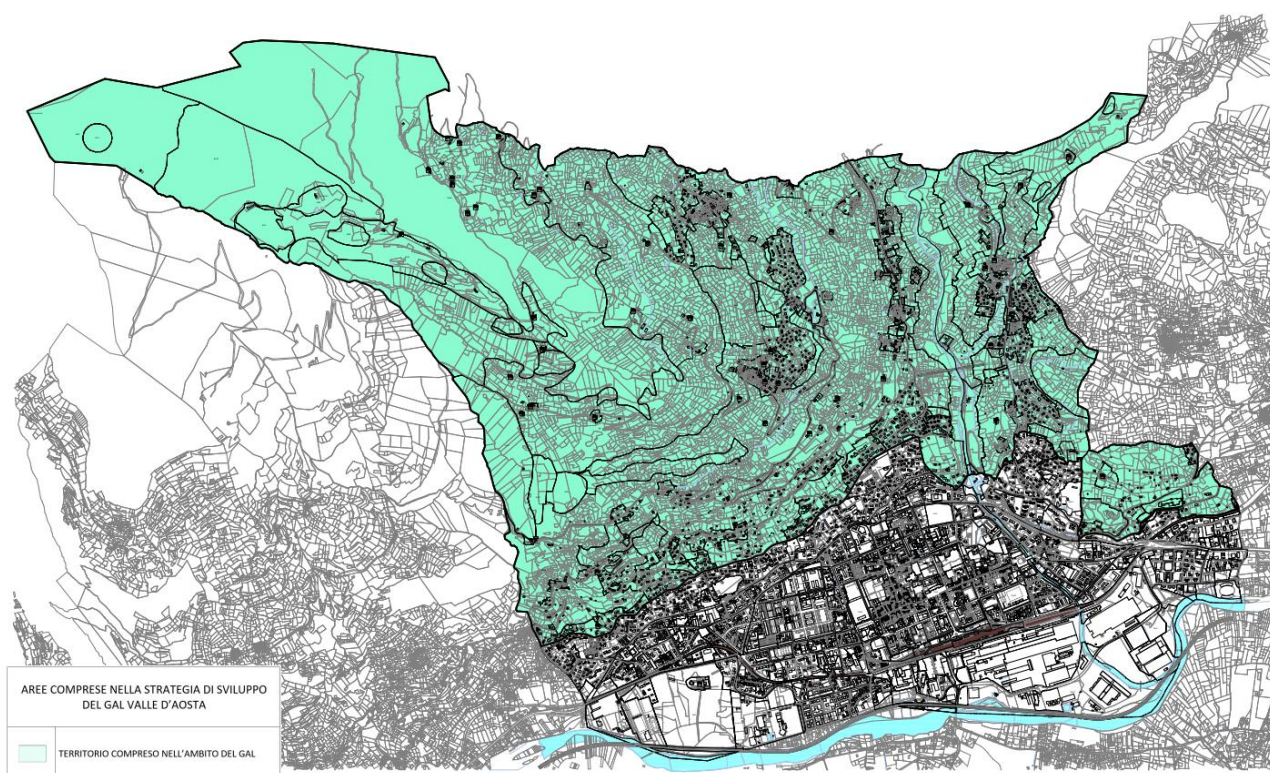 AREE COMPRESE NELLA STRATEGIA DI SVILUPPO
DEL GAL VALLE D'AOSTA
TERRITORIO COMPRESO NELL'AMBITO DEL GAL